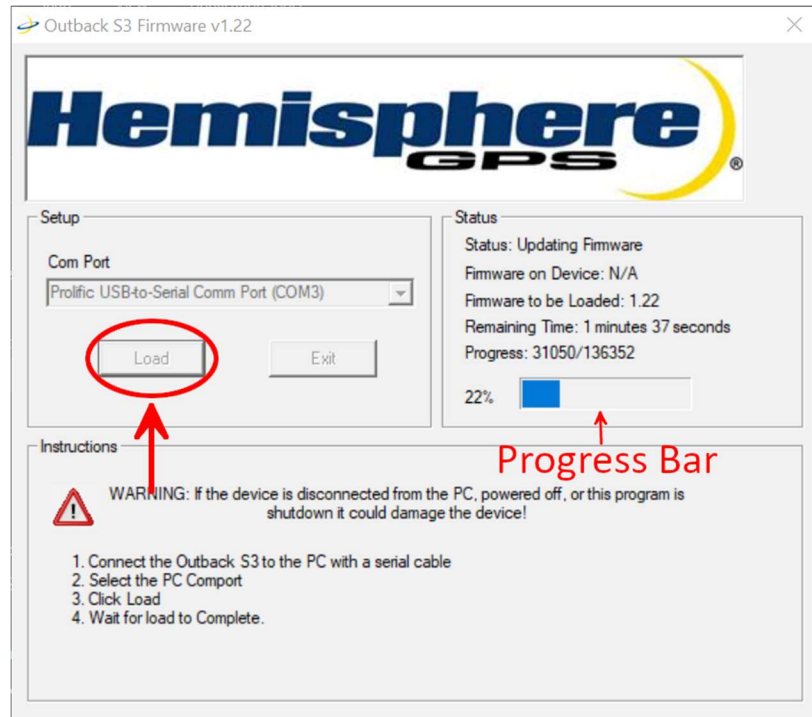 Outback S3 Firmware v1.22
Hemisphere
GPS
®
Setup
Com Port
Prolific USB-to-Serial Comm Port (COM3)
Load
Exit
Status
Status: Updating Firmware
Firmware on Device: N/A
Firmware to be Loaded: 1.22
Remaining Time: 1 minutes 37 seconds
Progress: 31050/136352
22%
Progress Bar
Instructions
WARNING: If the device is disconnected from the PC, powered off, or this program is
shutdown it could damage the device!
1. Connect the Outback S3 to the PC with a serial cable
2. Select the PC Comport
3. Click Load
4. Wait for load to Complete.